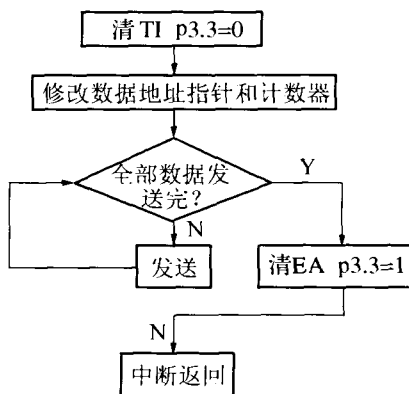 清TI p3.3=0
修改数据地址指针和计数器
全部数据发
送完?
Y
N
发送
清EA p3.3=1
N
中断返回